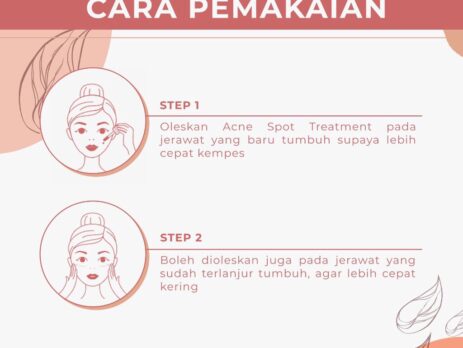 CARA PEMAKAIAN
STEP 1
Oleskan Acne Spot Treatment pada
jerawat yang baru tumbuh supaya lebih
cepat kempes
STEP 2
Boleh dioleskan juga pada jerawat yang
sudah terlanjur tumbuh, agar lebih cepat
kering